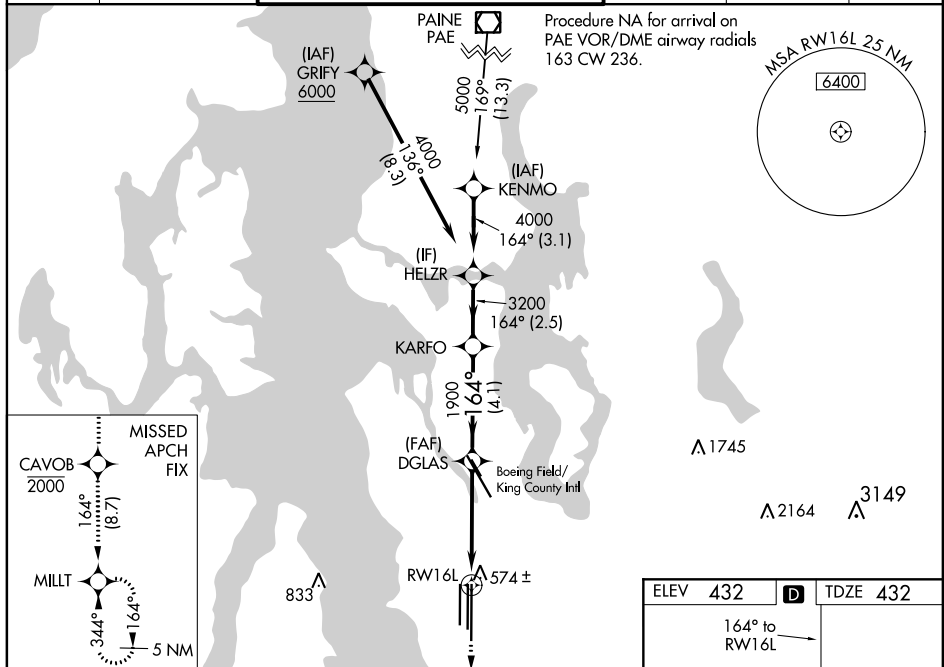 PAINE
PAE
Procedure NA for arrival on
PAE VOR/DME airway radials
163 CW 236.
MSA RW16L 25 NM
6400
(IAF)
GRIFY
6000
5000
169°
(13.3)
4000
136°
(8.3)
(IAF)
KENMO
4000
164° (3.1)
(IF)
HELZR
3200
164° (2.5)
KARFO
1900
164°
(4.1)
(FAF)
DGLAS
Boeing Field/
King County Intl
1745
2164
3149
MISSED
APCH
FIX
CAVOB
2000
164°
(8.7)
MILLT
344°
164°
5 NM
833
RW16L
574 ±
ELEV 432
D
TDZE 432
164° to
RW16L